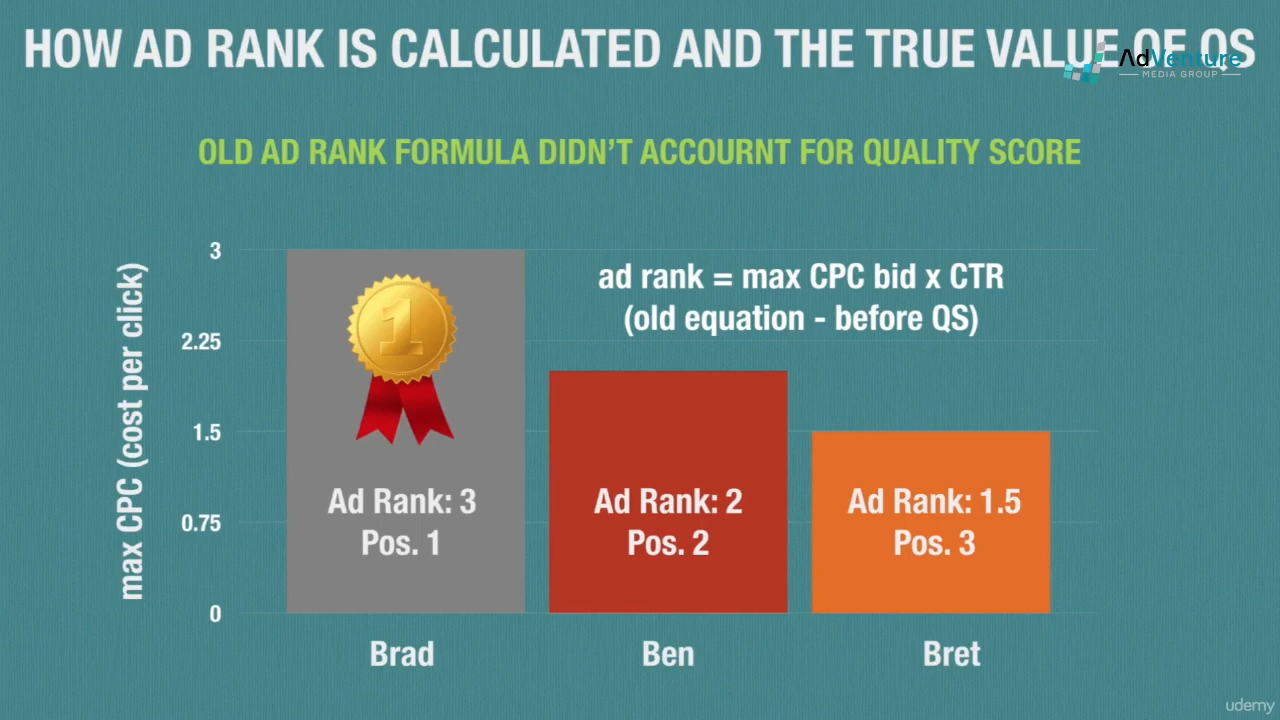 HOW AD RANK IS CALCULATED AND THE TRUE VALUE OF QS
AdVenture
MEDIA GROUP
OLD AD RANK FORMULA DIDN'T ACCOURNT FOR QUALITY SCORE
ad rank = max CPC bid x CTR
(old equation - before QS)
max CPC (cost per click)
3
2.25
1.5
0.75
0
1
Ad Rank: 3
Pos. 1
Ad Rank: 2
Pos. 2
Ad Rank: 1.5
Pos. 3
Brad
Ben
Bret
udemy